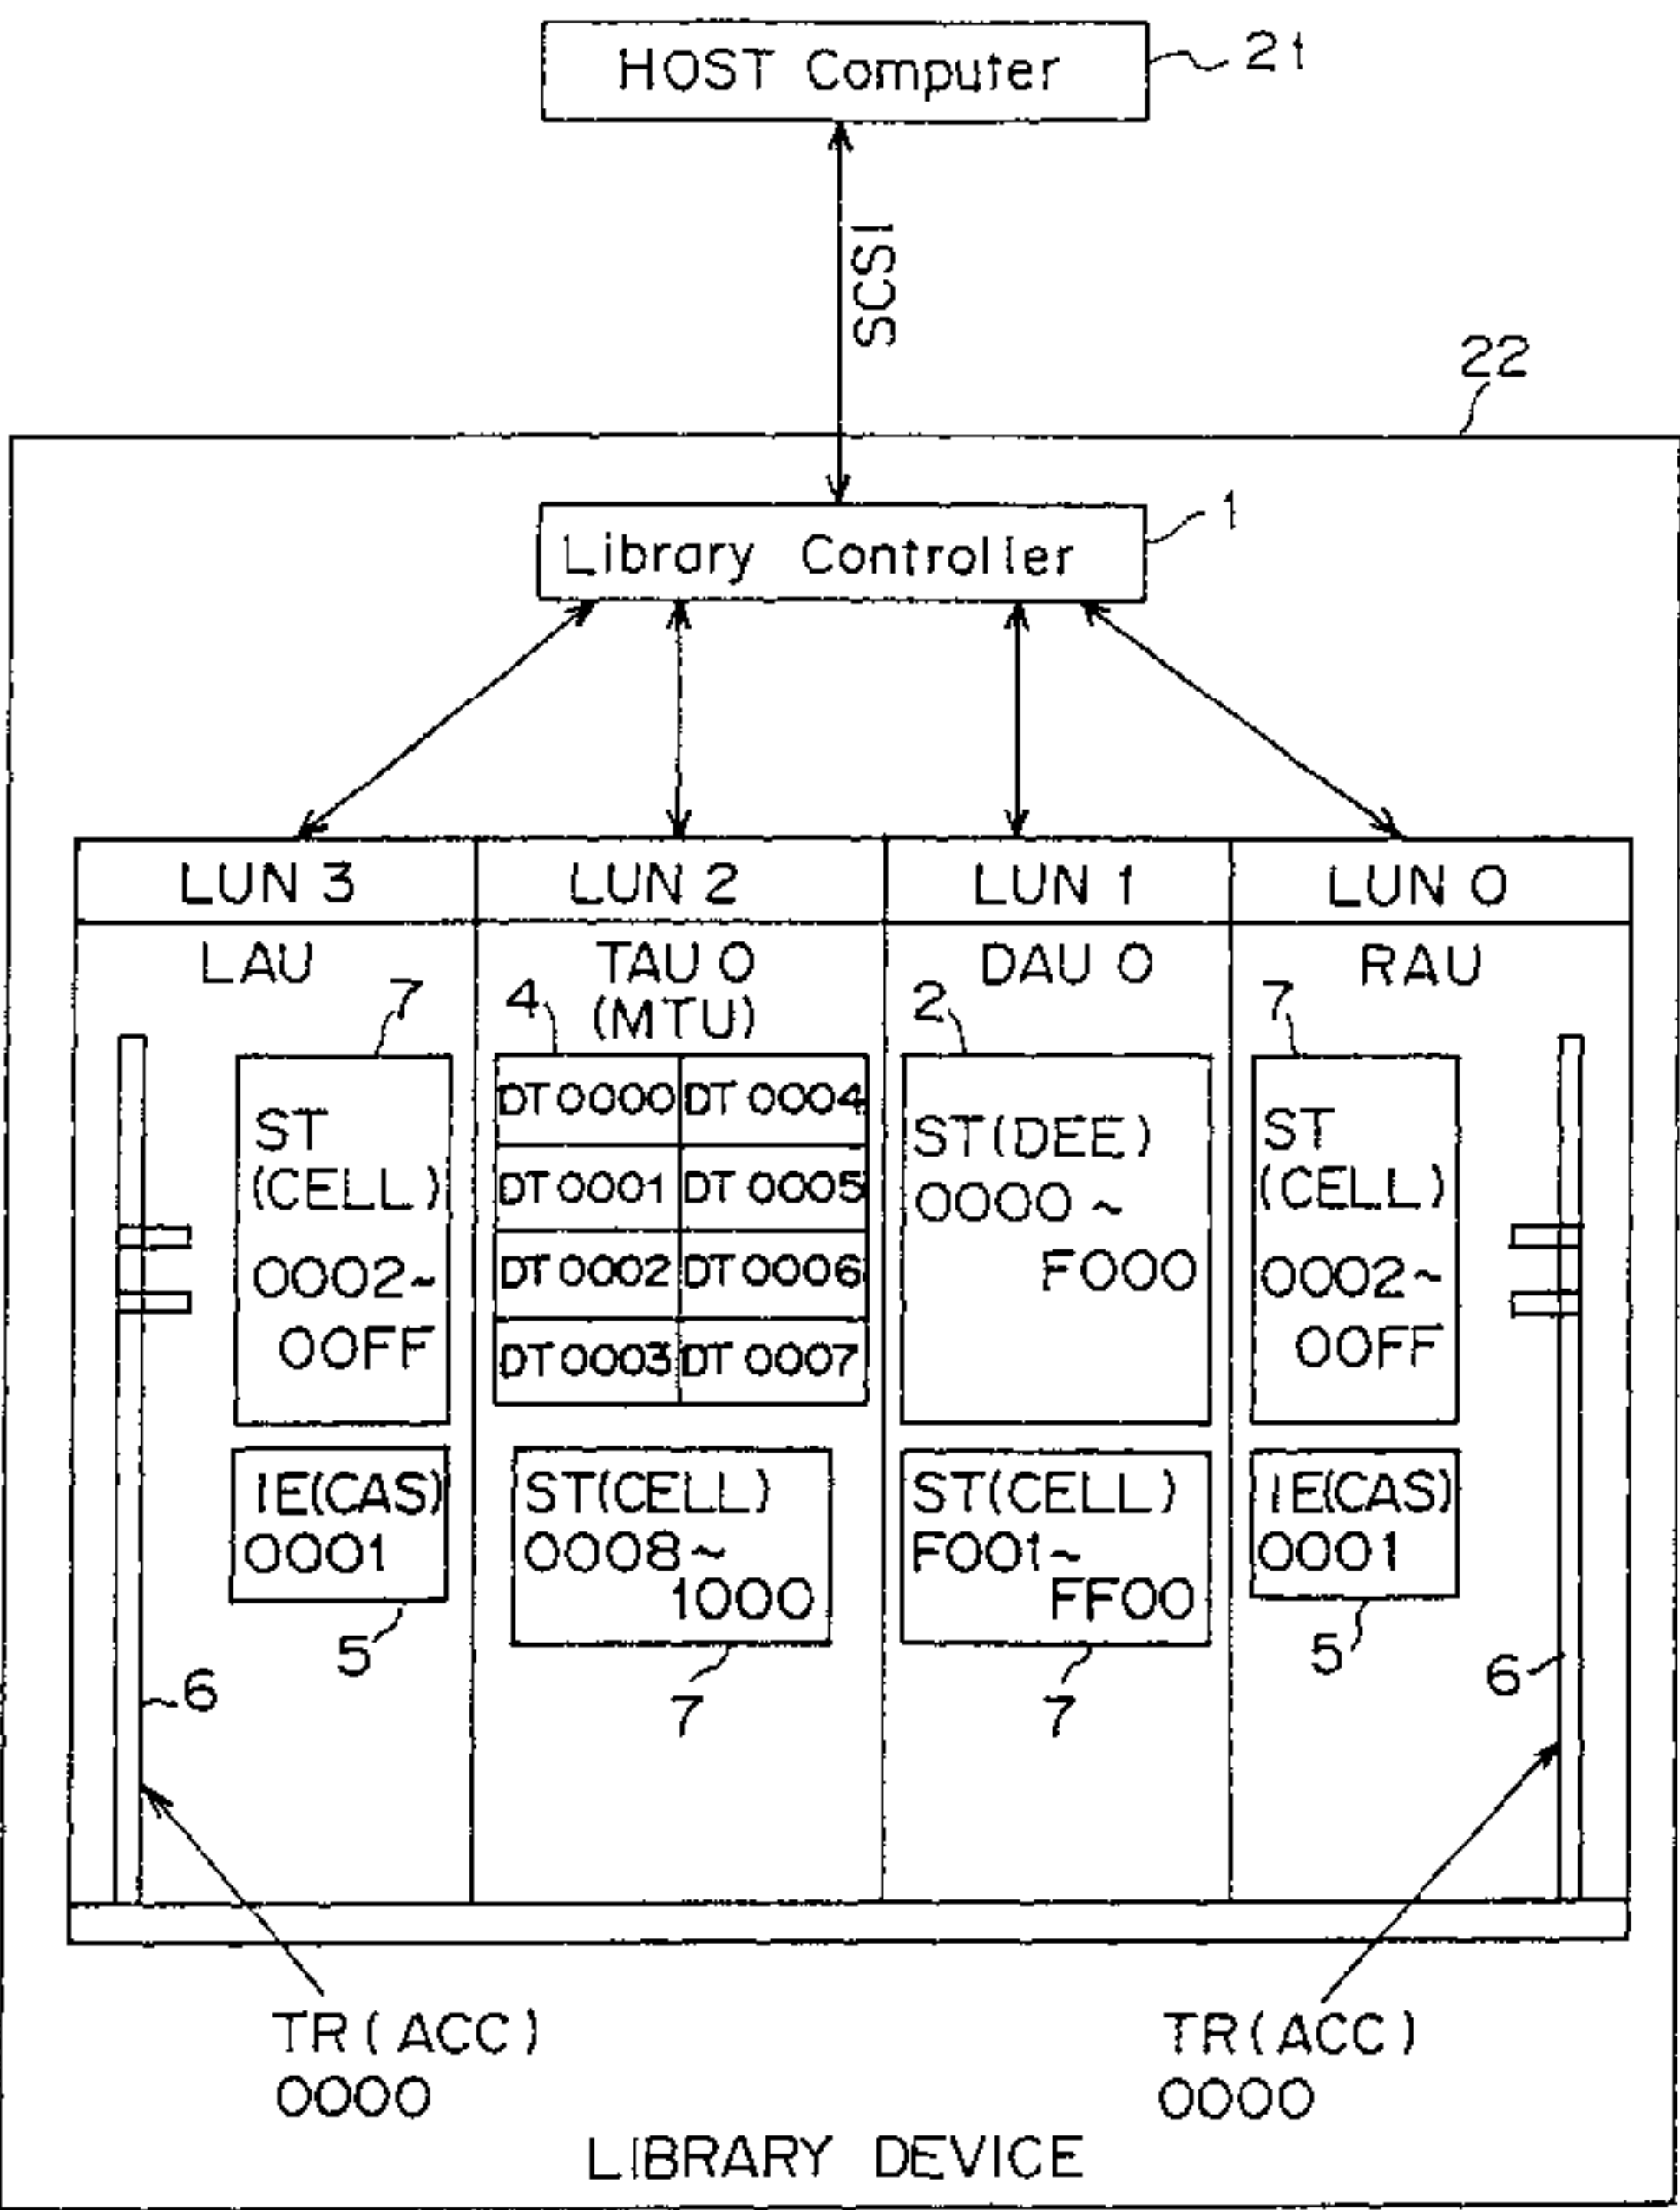 HOST Computer
21
SCSI
22
Library Controller
1
LUN 3
LUN 2
LUN 1
LUN 0
LAU
7
ST
(CELL)
0002~
00FF
IE(CAS)
0001
5
6
TAU 0
(MTU)
4
DT 0000
DT 0004
DT 0001
DT 0005
DT 0002
DT 0006
DT 0003
DT 0007
ST(CELL)
0008~
1000
7
DAU 0
2
ST(DEE)
0000~
F000
ST(CELL)
F001~
FF00
7
RAU
7
ST
(CELL)
0002~
00FF
IE(CAS)
0001
5
6
TR(ACC)
0000
TR(ACC)
0000
LIBRARY DEVICE